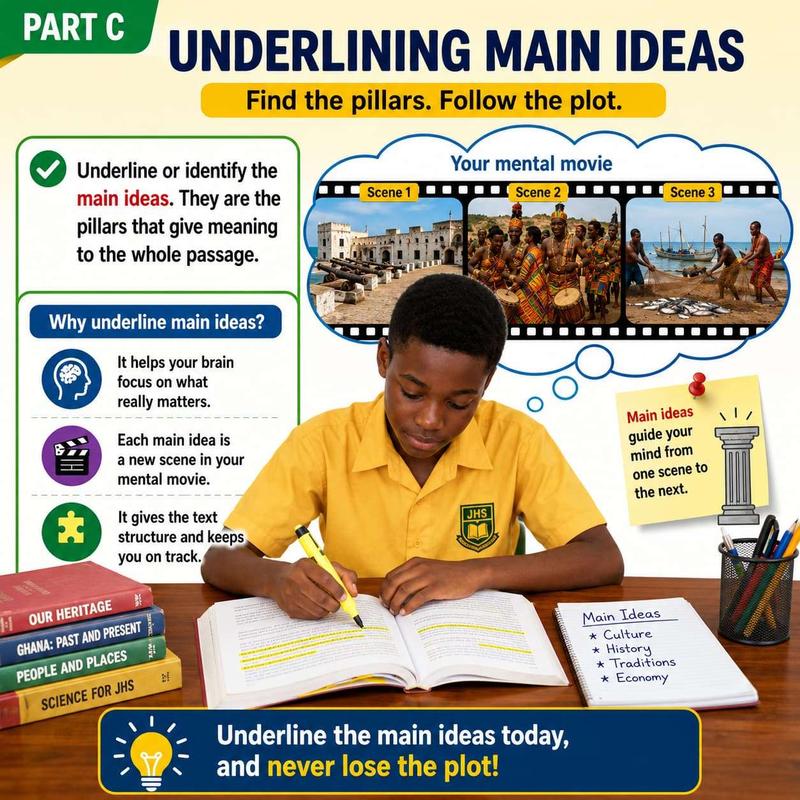 PART C
UNDERLINING MAIN IDEAS
Find the pillars. Follow the plot.
Underline or identify the
main ideas. They are the
pillars that give meaning
to the whole passage.
Why underline main ideas?
It helps your brain
focus on what
really matters.
Each main idea is
a new scene in your
mental movie.
It gives the text
structure and keeps
you on track.
Your mental movie
Scene 1
Scene 2
Scene 3
Main ideas
guide your
mind from
one scene to
the next.
JHS
OUR HERITAGE
GHANA: PAST AND PRESENT
PEOPLE AND PLACES
SCIENCE FOR JHS
Main Ideas
★ Culture
★ History
★ Traditions
★ Economy
Underline the main ideas today,
and never lose the plot!